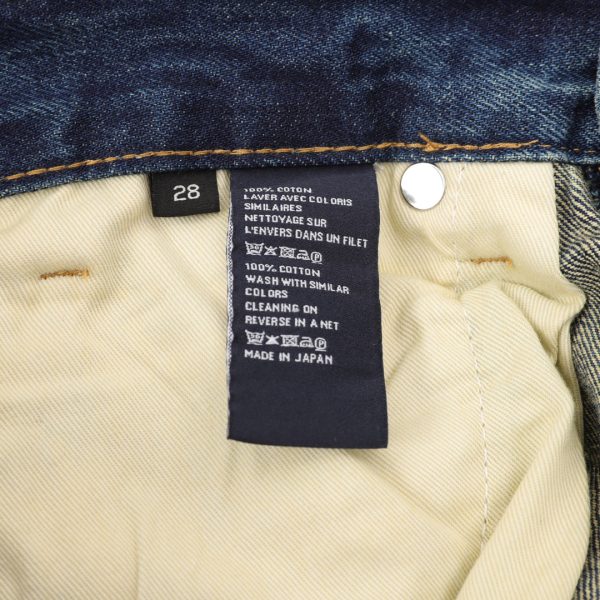 28
100% COTON
LAVER AVEC COLORIS
SIMILAIRES
NETTOYAGE SUR
L'ENVERS DANS UN FILET
100% COTTON
WASH WITH SIMILAR
COLORS
CLEANING ON
REVERSE IN A NET
MADE IN JAPAN